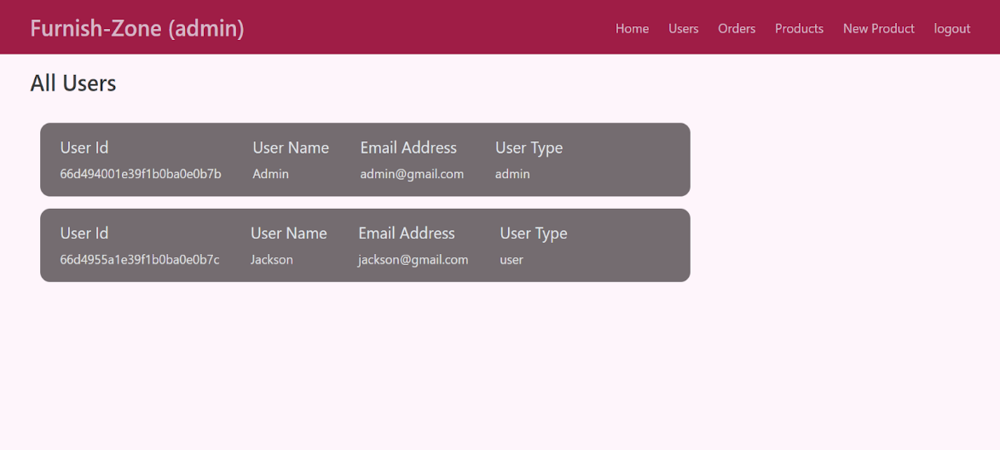 Furnish-Zone (admin) Home Users Orders Products New Product logout
All Users
User Id User Name Email Address User Type
66d494001e39f1b0ba0e0b7b Admin admin@gmail.com admin
User Id User Name Email Address User Type
66d4955a1e39f1b0ba0e0b7c Jackson jackson@gmail.com user